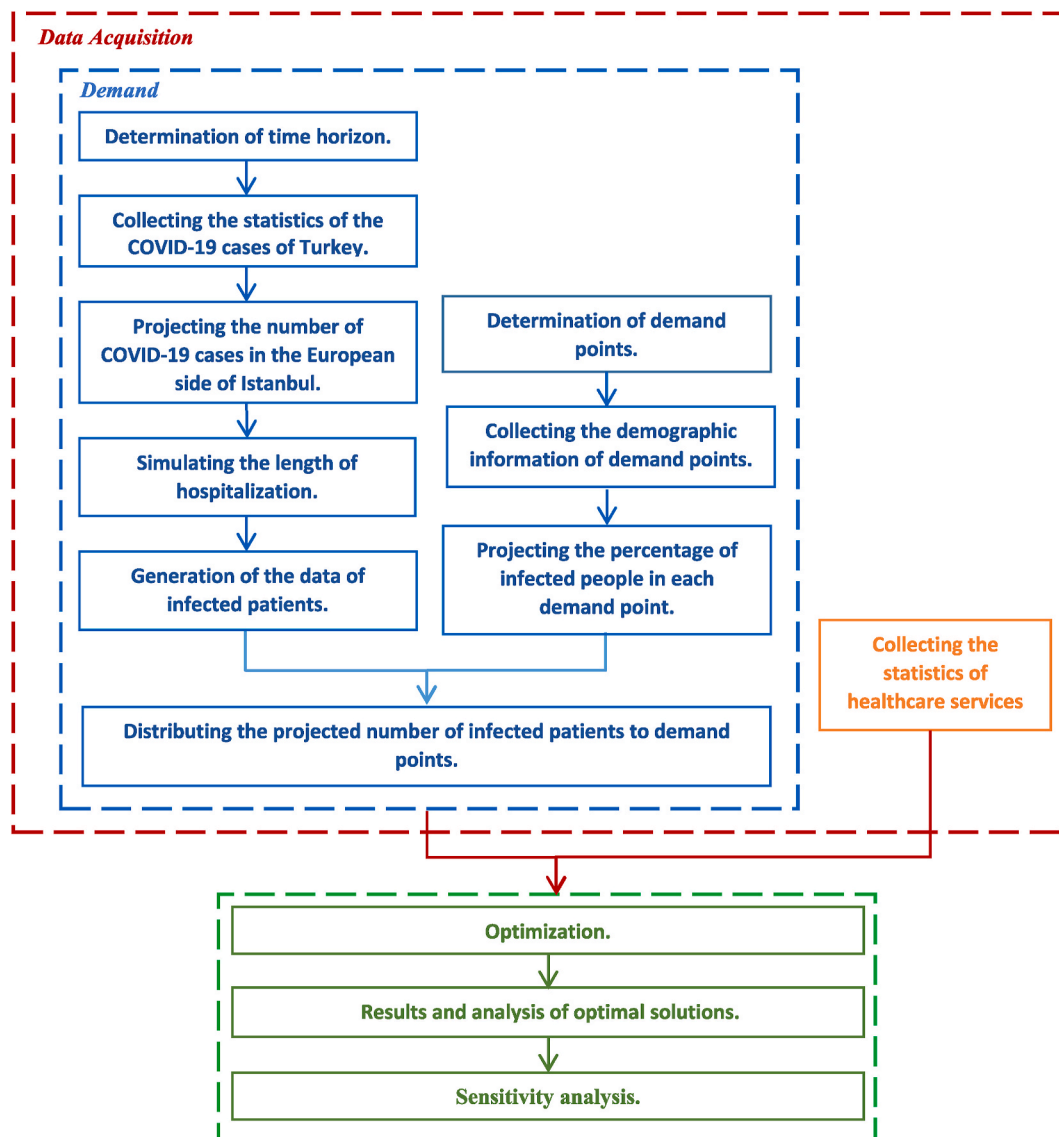 Data Acquisition
Demand
Determination of time horizon.
Collecting the statistics of the
COVID-19 cases of Turkey.
Projecting the number of
COVID-19 cases in the European
side of Istanbul.
Simulating the length of
hospitalization.
Generation of the data of
infected patients.
Determination of demand
points.
Collecting the demographic
information of demand points.
Projecting the percentage of
infected people in each
demand point.
Distributing the projected number of infected patients to demand
points.
Collecting the
statistics of
healthcare services
Optimization.
Results and analysis of optimal solutions.
Sensitivity analysis.